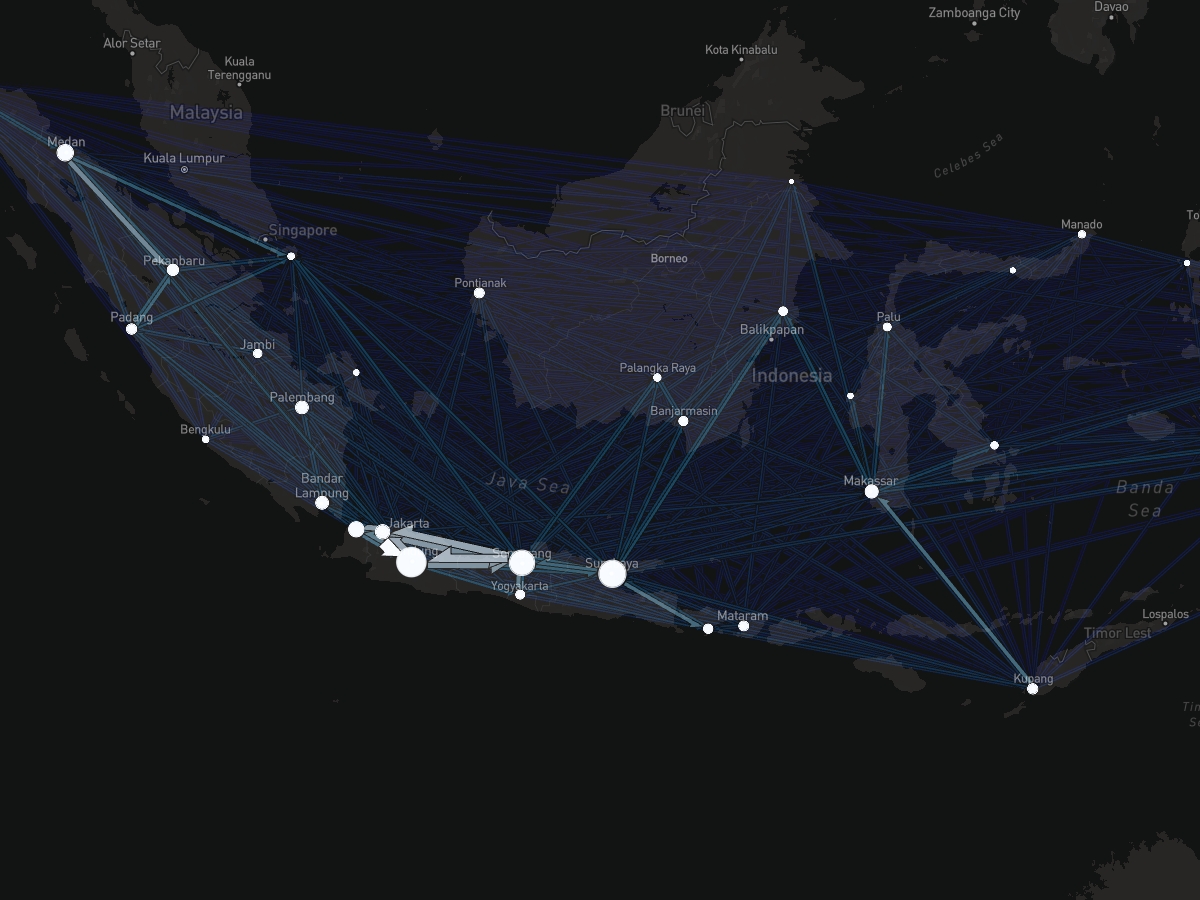 Davao
Zamboanga City
Alor Setar
Kota Kinabalu
Kuala
Terengganu
Malaysia
Brunei
Medan
Celebes Sea
Kuala Lumpur
Manado
Singapore
Pekanbaru
Borneo
Pontianak
Padang
Palu
Balikpapan
Jambi
Palangka Raya
Indonesia
Palembang
Banjarmasin
Bengkulu
Bandar
Lampung
Java Sea
Makassar
Banda
Sea
Jakarta
Yogyakarta
Mataram
Lospalos
Timor Lest
Kupang